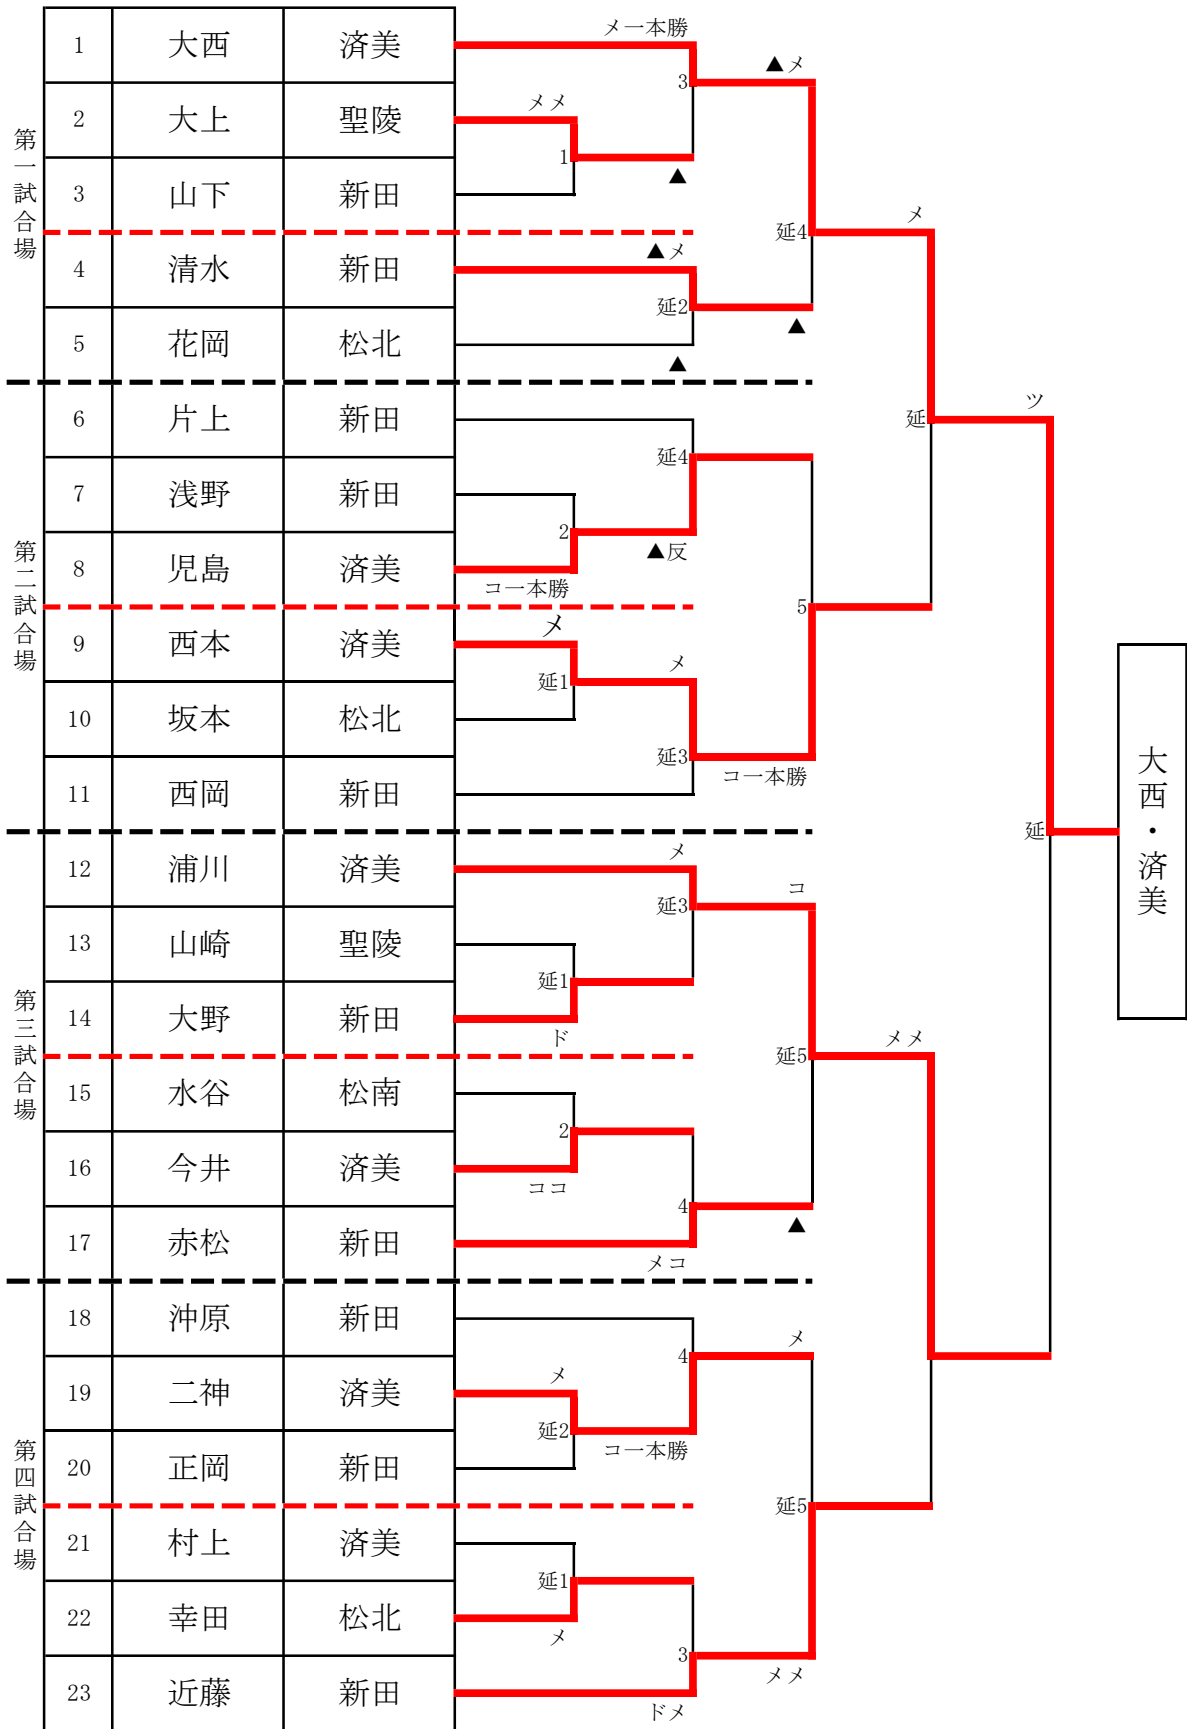 メ一本勝
1 大西 済美
▲メ
3
メメ
2 大上 聖陵
第一試合場
1
3 山下 新田
▲
メ
延4
▲メ
4 清水 新田
延2
▲
5 花岡 松北
▲
ツ
6 片上 新田
延
延4
7 浅野 新田
2
▲反
8 児島 済美
コ一本勝
第二試合場
5
メ
9 西本 済美
メ
延1
10 坂本 松北
延3
コ一本勝
11 西岡 新田
延
大西・済美
メ
12 浦川 済美
コ
延3
13 山崎 聖陵
延1
14 大野 新田
ド
第三試合場
メメ
延5
15 水谷 松南
2
16 今井 済美
ココ
4
▲
17 赤松 新田
メコ
18 沖原 新田
メ
4
メ
19 二神 済美
延2
コ一本勝
20 正岡 新田
第四試合場
延5
21 村上 済美
延1
22 幸田 松北
メ
3
メメ
23 近藤 新田
ドメ